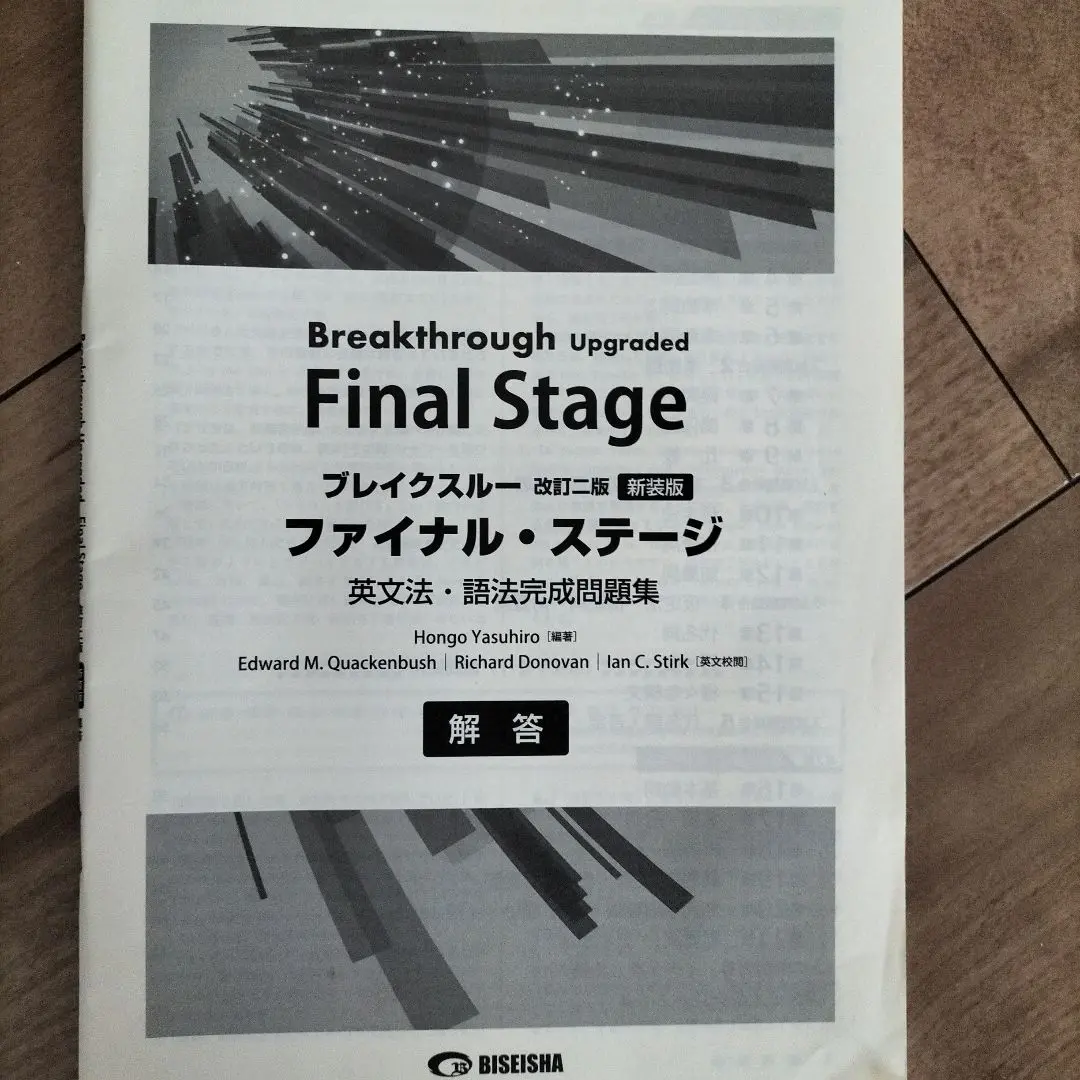 Breakthrough Upgraded
Final Stage
ブレイクスルー 改訂二版 新装版
ファイナル・ステージ
英文法・語法完成問題集
Hongo Yasuhiro [編著]
Edward M. Quackenbush | Richard Donovan | Ian C. Stirk [英文校閲]
解答
BISEISHA